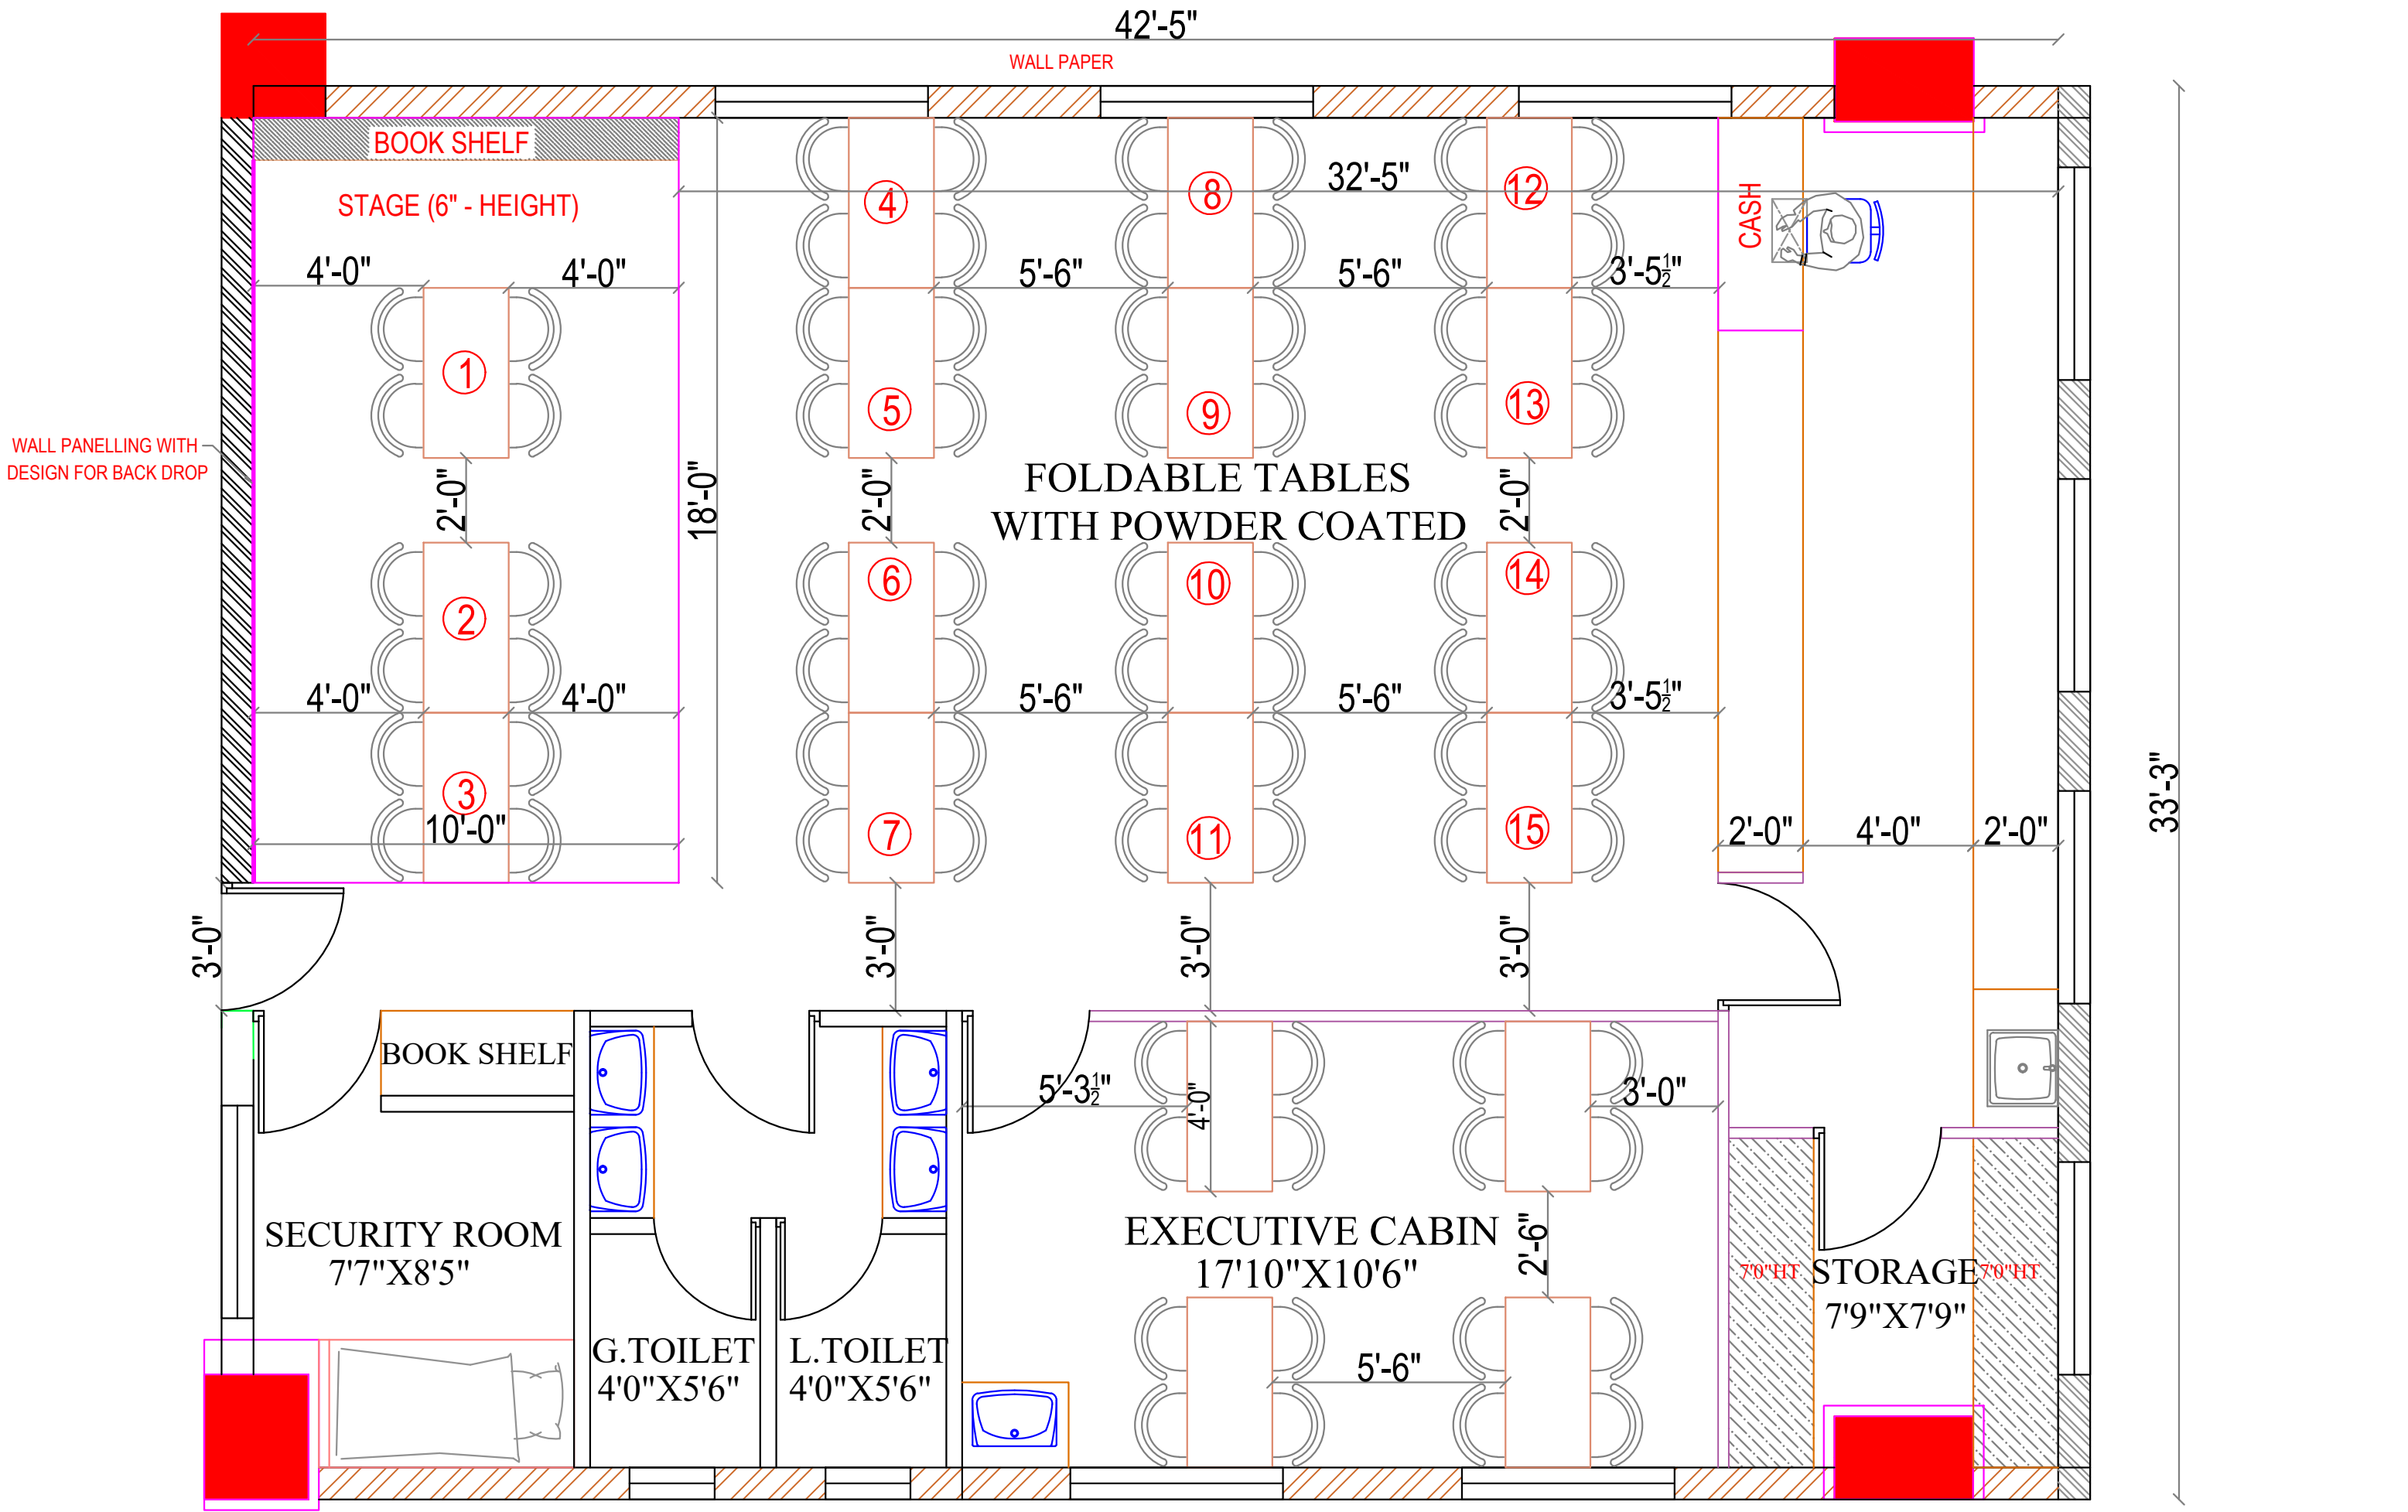 42'-5"
WALL PAPER
BOOK SHELF
STAGE (6" - HEIGHT)
32'-5"
CASH
4
8
12
4'-0"
4'-0"
5'-6"
5'-6"
3'-5½"
1
5
9
13
WALL PANELLING WITH
DESIGN FOR BACK DROP
2'-0"
18'-0"
2'-0"
FOLDABLE TABLES
WITH POWDER COATED
2'-0"
6
10
14
2
4'-0"
4'-0"
5'-6"
5'-6"
3'-5½"
3
10'-0"
7
11
15
2'-0"
4'-0"
2'-0"
33'-3"
3'-0"
3'-0"
3'-0"
3'-0"
BOOK SHELF
5'-3½"
4'-0"
3'-0"
SECURITY ROOM
7'7"X8'5"
EXECUTIVE CABIN
17'10"X10'6"
2'-6"
7'0"HT
STORAGE
7'9"X7'9"
7'0"HT
G.TOILET
4'0"X5'6"
L.TOILET
4'0"X5'6"
5'-6"